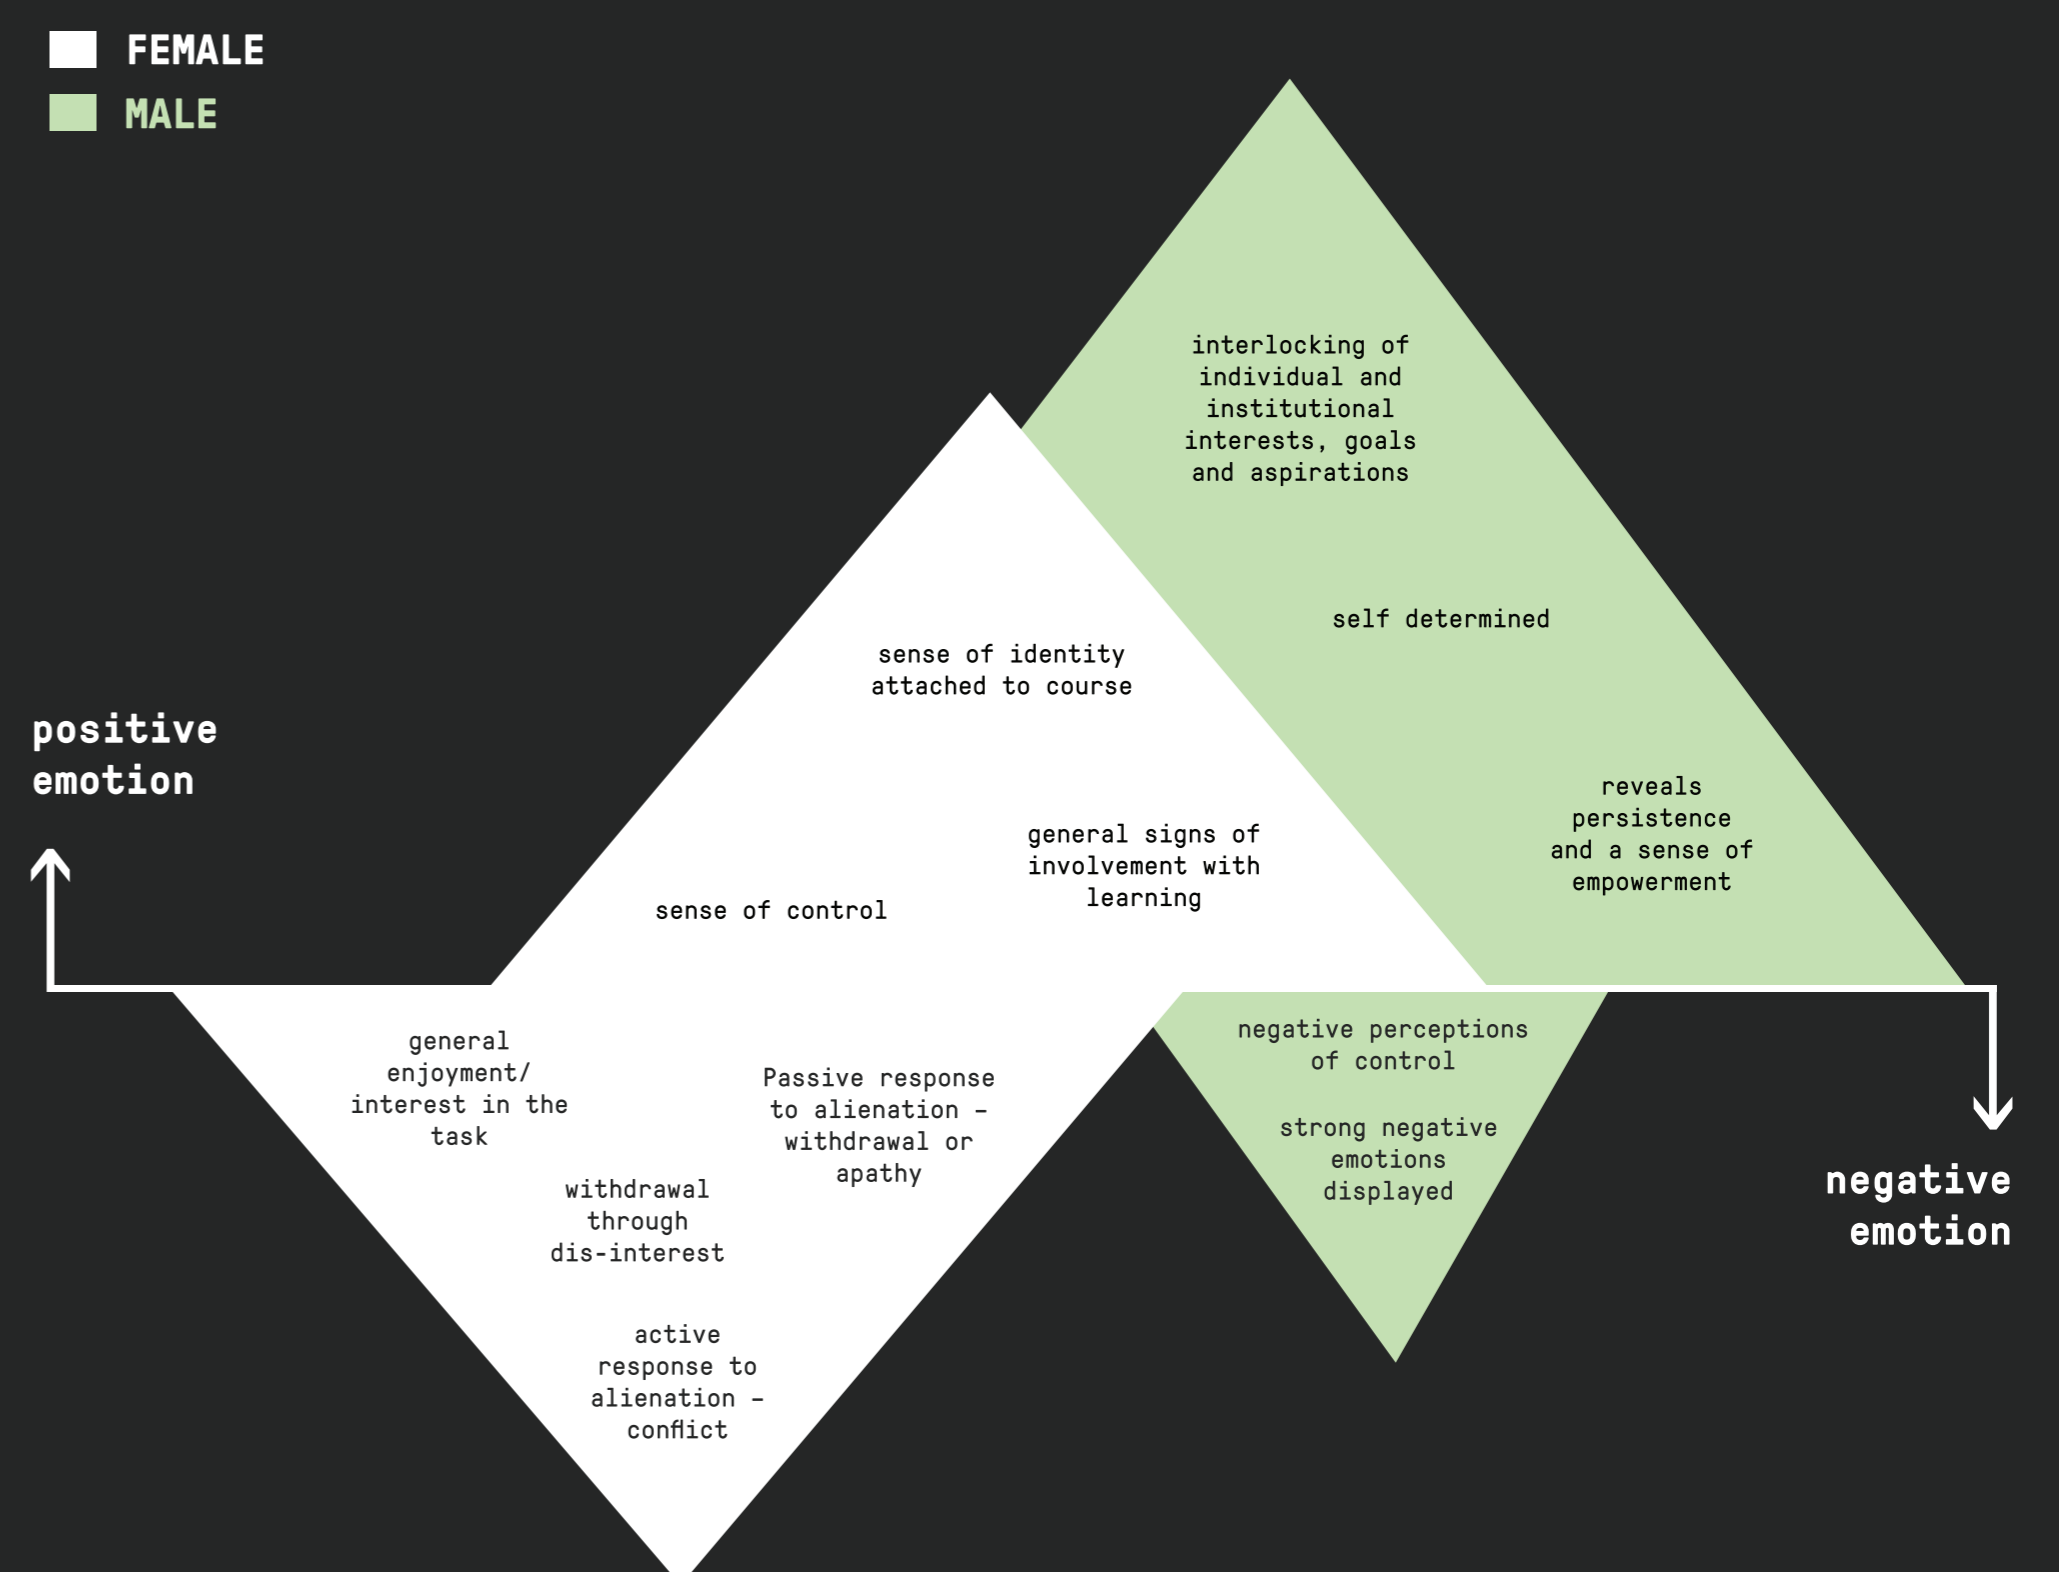 FEMALE
MALE
interlocking of
individual and
institutional
interests, goals
and aspirations
self determined
sense of identity
attached to course
positive
emotion
reveals
persistence
and a sense of
empowerment
general signs of
involvement with
learning
sense of control
general
enjoyment/
interest in the
task
Passive response
to alienation –
withdrawal or
apathy
negative perceptions
of control
strong negative
emotions
displayed
withdrawal
through
dis-interest
negative
emotion
active
response to
alienation –
conflict